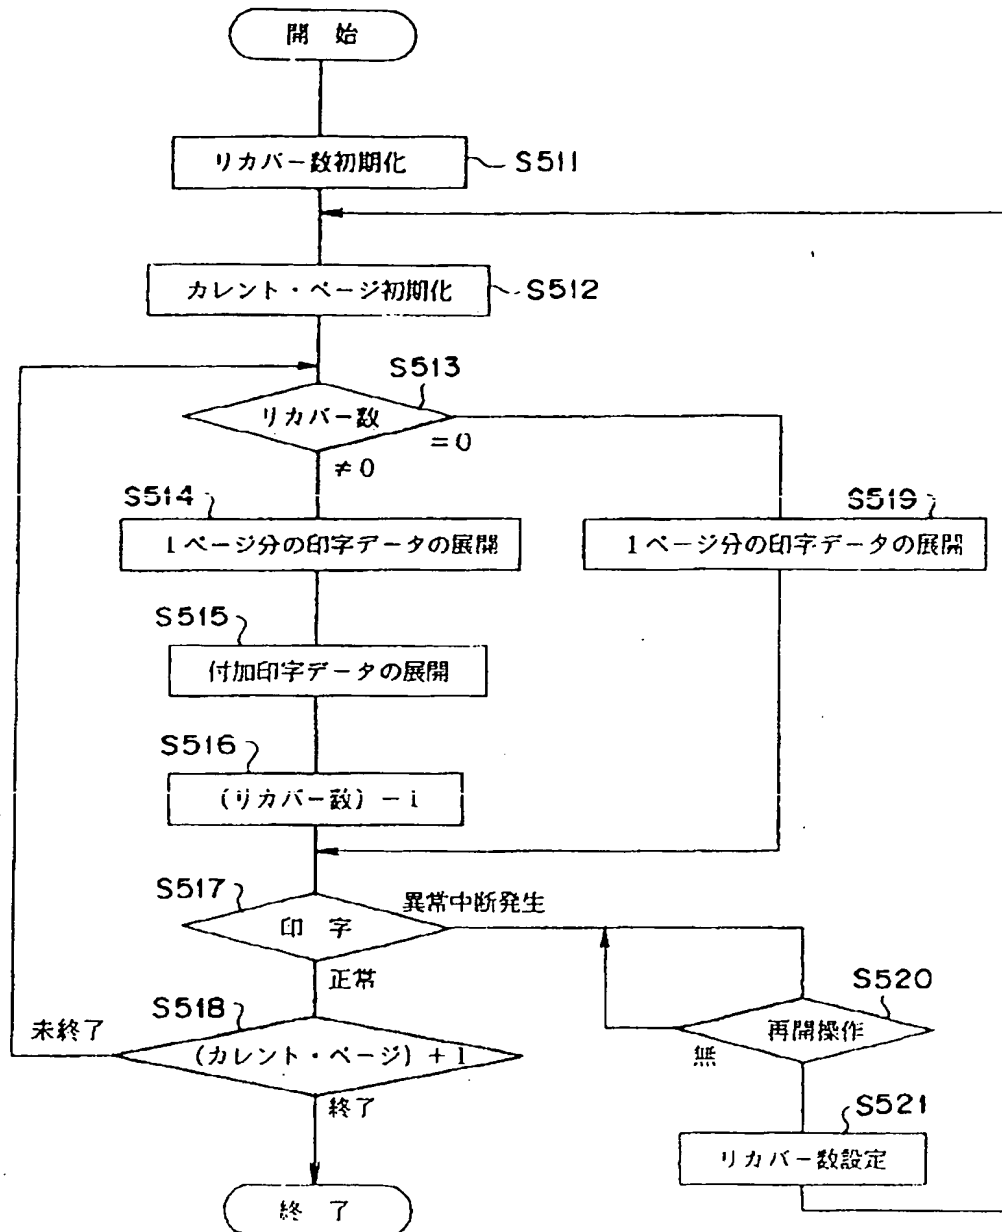 開 始
リカバー数初期化
S511
カレント・ページ初期化
S512
S513
リカバー数
=0
≠0
S514
1ページ分の印字データの展開
S519
1ページ分の印字データの展開
S515
付加印字データの展開
S516
(リカバー数) − i
S517
印 字
異常中断発生
正常
S518
未終了
(カレント・ページ) + 1
終了
S520
再開操作
無
S521
リカバー数設定
終 了